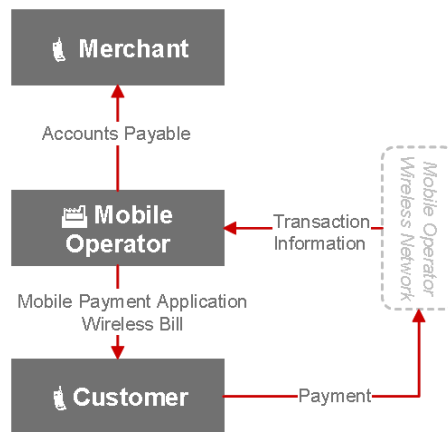 Merchant
Accounts Payable
Mobile
Operator
Transaction
Information
Mobile Operator
Wireless Network
Mobile Payment Application
Wireless Bill
Customer
Payment